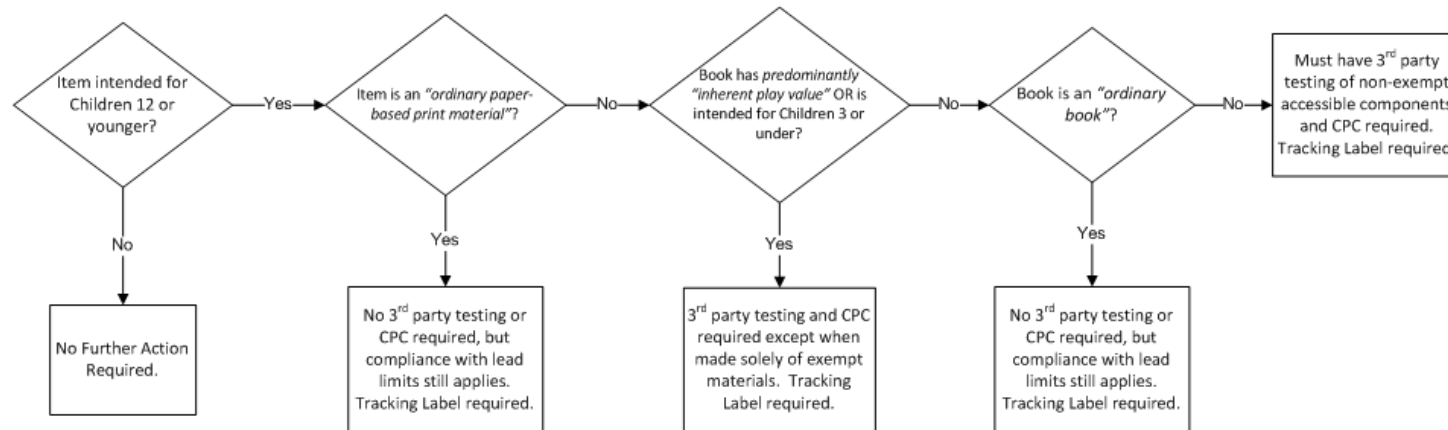 Item intended for
Children 12 or
younger?
Yes
Item is an “ordinary paper-
based print material”?
No
Book has predominantly
“inherent play value” OR is
intended for Children 3 or
under?
No
Book is an “ordinary
book”?
No
Must have 3rd party
testing of non-exempt
accessible components
and CPC required.
Tracking Label required
No
Yes
Yes
Yes
No Further Action
Required.
No 3rd party testing or
CPC required, but
compliance with lead
limits still applies.
Tracking Label required.
3rd party testing and CPC
required except when
made solely of exempt
materials.  Tracking
Label required.
No 3rd party testing or
CPC required, but
compliance with lead
limits still applies.
Tracking Label required.